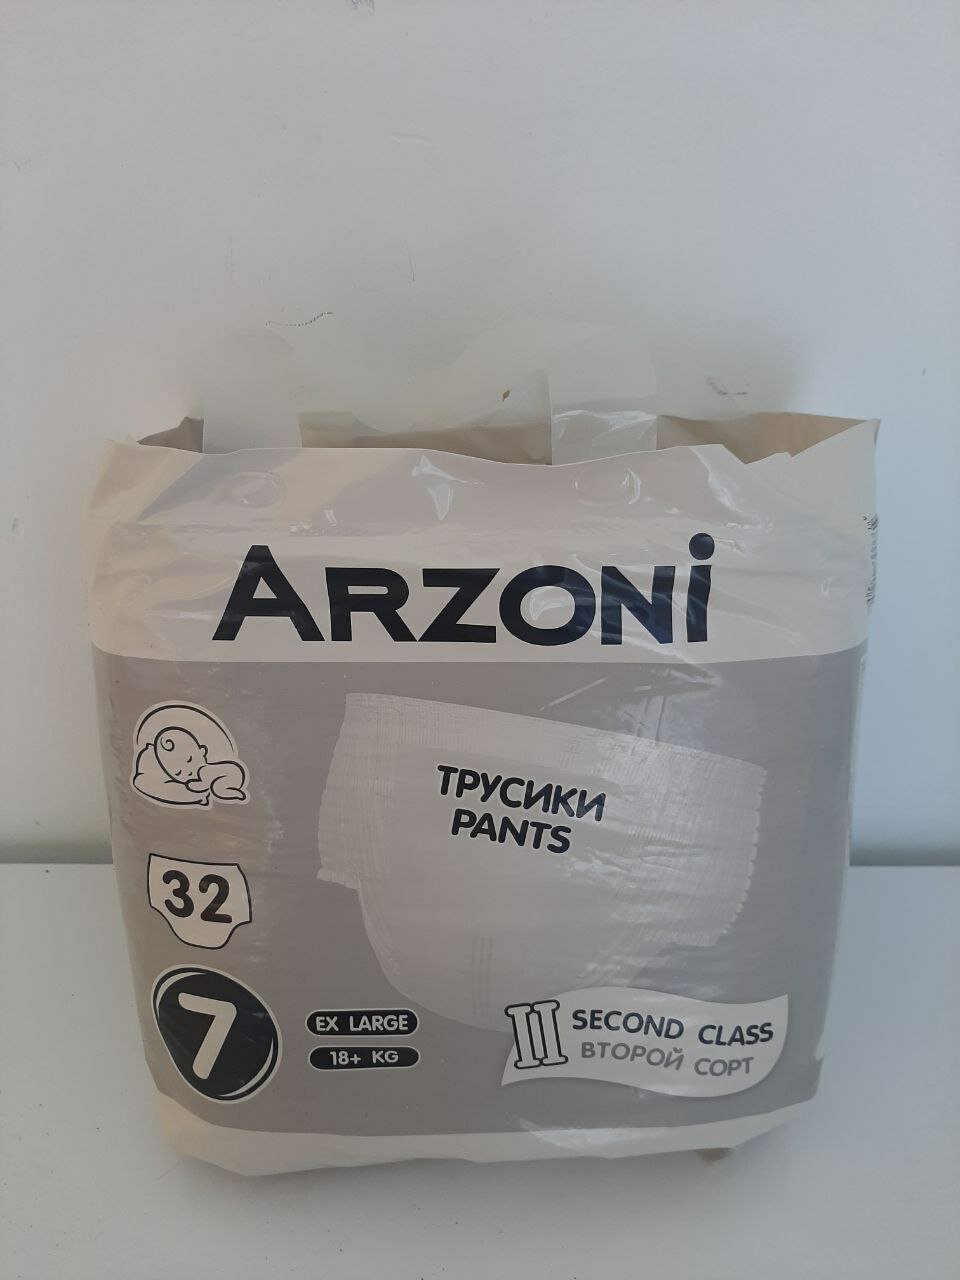 ARZONi
ТРУСИКИ
PANTS
32
7
EX LARGE
18+ KG
II
SECOND CLASS
ВТОРОЙ СОРТ